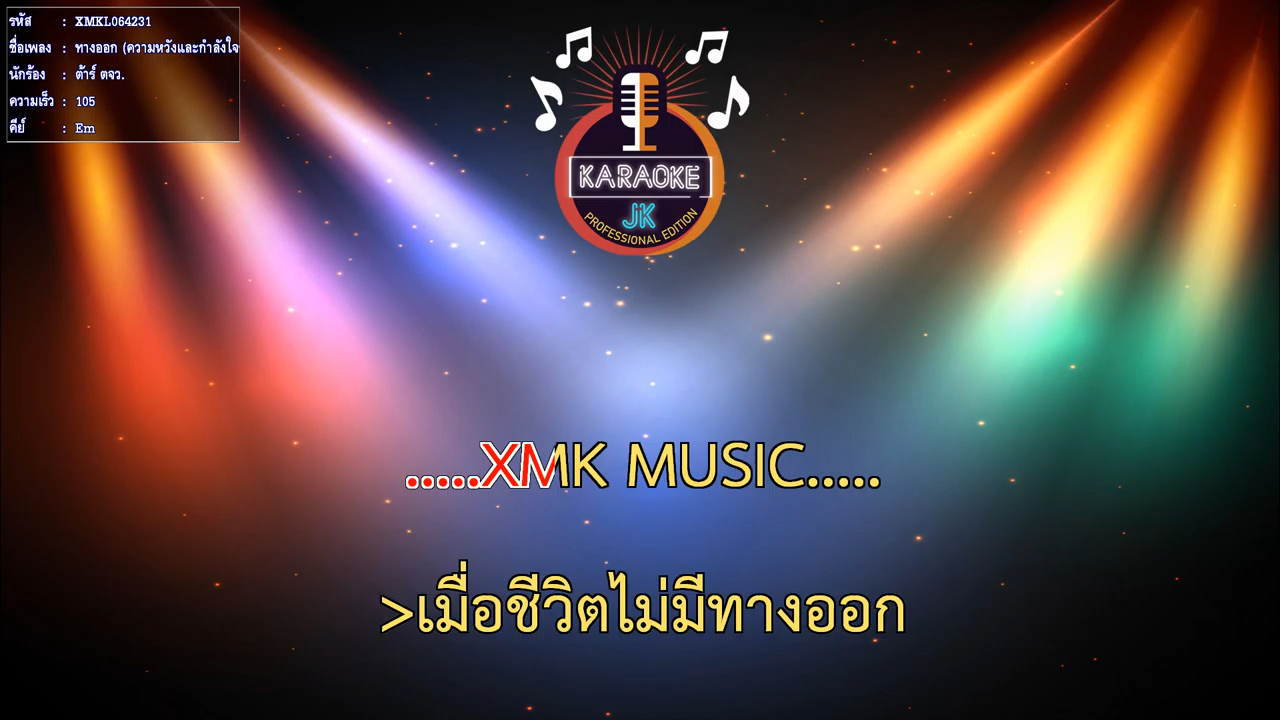 รหัส : XMKL064231
ชื่อเพลง : ทางออก (ความหวังและกำลังใจ
นักร้อง : ต้าร์ ตจว.
ความเร็ว : 105
คีย์ : Em
KARAOKE
JK
PROFESSIONAL EDITION
.....XMK MUSIC.....
>เมื่อชีวิตไม่มีทางออก